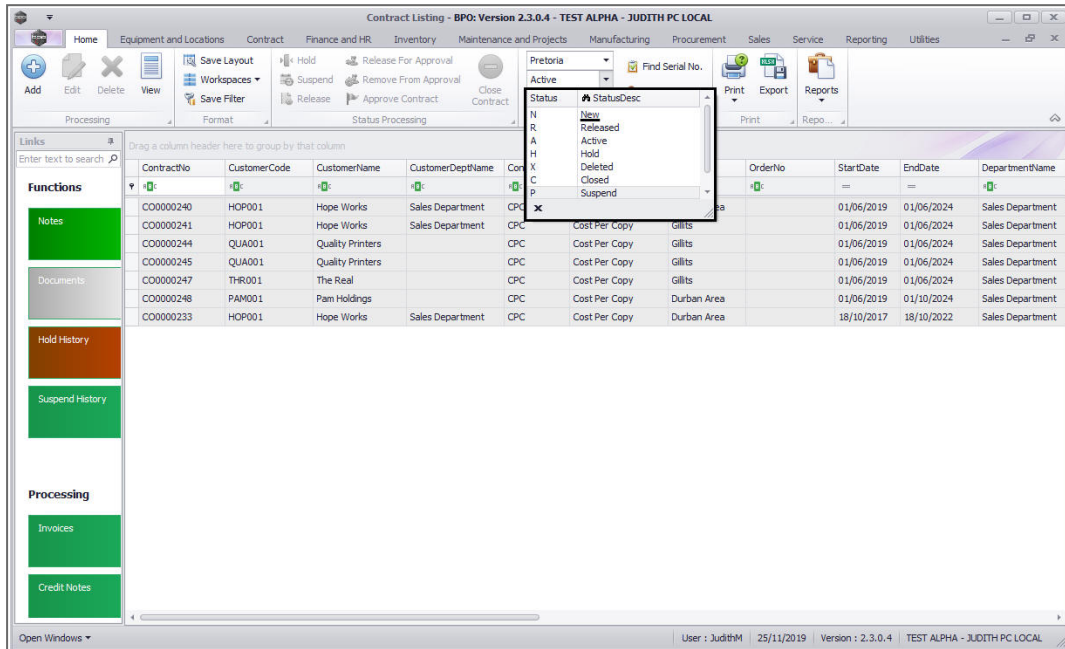 Contract Listing - BPO: Version 2.3.0.4 - TEST ALPHA - JUDITH PC LOCAL
Home Equipment and Locations Contract Finance and HR Inventory Maintenance and Projects Manufacturing Procurement Sales Service Reporting Utilities
Add Edit Delete View
Save Layout
Workspaces
Save Filter
Hold
Suspend
Release
Release For Approval
Remove From Approval
Approve Contract
Close Contract
Pretoria
Active
Find Serial No.
Print Export Reports
Processing Format Status Processing Print Repo...
Status StatusDesc
N New
R Released
A Active
H Hold
X Deleted
C Closed
P Suspend
Links
Enter text to search
Functions
Notes
Documents
Hold History
Suspend History
Processing
Invoices
Credit Notes
Drag a column header here to group by that column
ContractNo CustomerCode CustomerName CustomerDeptName Con OrderNo StartDate EndDate DepartmentName
CO0000240 HOP001 Hope Works Sales Department CPC ea 01/06/2019 01/06/2024 Sales Department
CO0000241 HOP001 Hope Works Sales Department CPC Cost Per Copy Gillits 01/06/2019 01/06/2024 Sales Department
CO0000244 QUA001 Quality Printers CPC Cost Per Copy Gillits 01/06/2019 01/06/2024 Sales Department
CO0000245 QUA001 Quality Printers CPC Cost Per Copy Gillits 01/06/2019 01/06/2024 Sales Department
CO0000247 THR001 The Real CPC Cost Per Copy Gillits 01/06/2019 01/06/2024 Sales Department
CO0000248 PAM001 Pam Holdings CPC Cost Per Copy Durban Area 01/06/2019 01/10/2024 Sales Department
CO0000233 HOP001 Hope Works Sales Department CPC Cost Per Copy Durban Area 18/10/2017 18/10/2022 Sales Department
Open Windows User : JudithM 25/11/2019 Version : 2.3.0.4 TEST ALPHA - JUDITH PC LOCAL